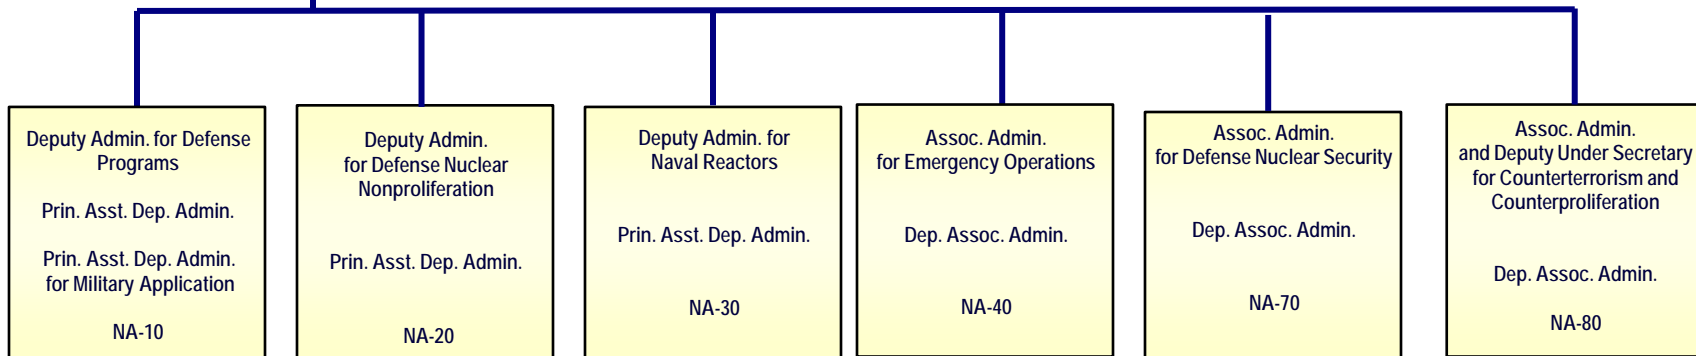 Deputy Admin. for Defense
Programs
Prin. Asst. Dep. Admin.
Prin. Asst. Dep. Admin.
for Military Application
NA-10
Deputy Admin.
for Defense Nuclear
Nonproliferation
Prin. Asst. Dep. Admin.
NA-20
Deputy Admin. for
Naval Reactors
Prin. Asst. Dep. Admin.
NA-30
Assoc. Admin.
for Emergency Operations
Dep. Assoc. Admin.
NA-40
Assoc. Admin.
for Defense Nuclear Security
Dep. Assoc. Admin.
NA-70
Assoc. Admin.
and Deputy Under Secretary
for Counterterrorism and
Counterproliferation
Dep. Assoc. Admin.
NA-80